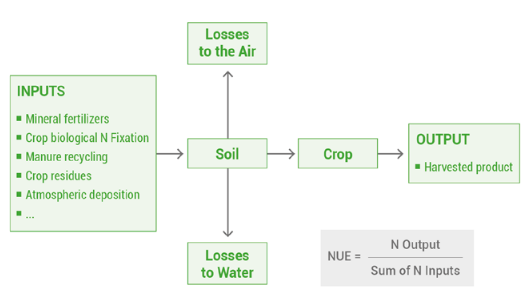 Losses
to the Air
INPUTS
▪ Mineral fertilizers
▪ Crop biological N Fixation
▪ Manure recycling
▪ Crop residues
▪ Atmospheric deposition
▪ ...
Soil
Crop
OUTPUT
▪ Harvested product
Losses
to Water
NUE =
N Output
Sum of N Inputs